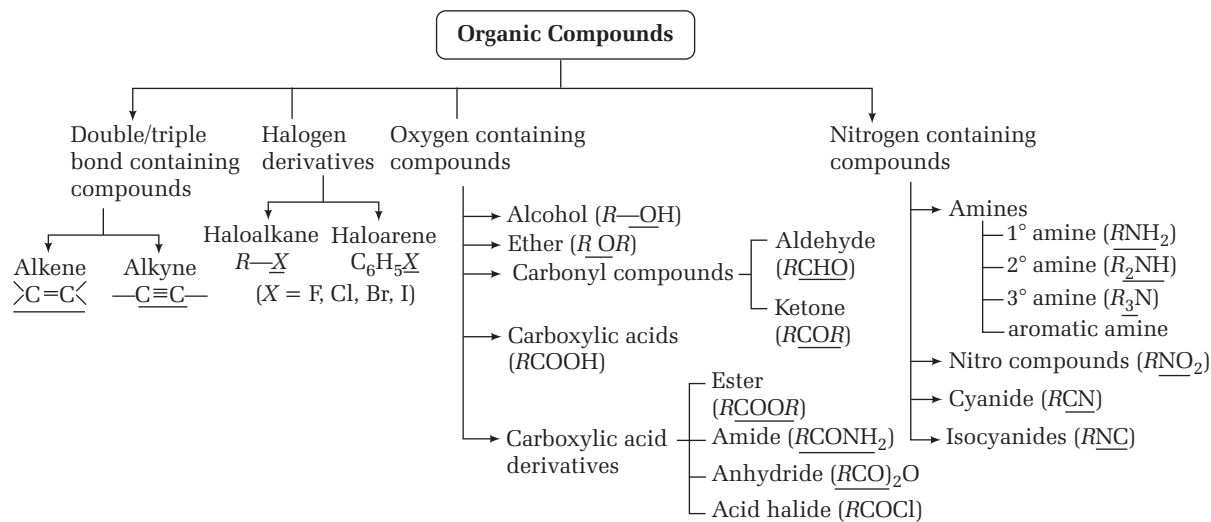 Organic Compounds
Double/triple
bond containing
compounds
Alkene
>C=C<
Alkyne
—C≡C—
Halogen
derivatives
Haloalkane
R—X
Haloarene
C₆H₅X
(X = F, Cl, Br, I)
Oxygen containing
compounds
Alcohol (R—OH)
Ether (R OR)
Carbonyl compounds
Aldehyde
(RCHO)
Ketone
(RCOR)
Carboxylic acids
(RCOOH)
Carboxylic acid
derivatives
Ester
(RCOOR)
Amide (RCONH₂)
Anhydride (RCO)₂O
Acid halide (RCOCl)
Nitrogen containing
compounds
Amines
1° amine (RNH₂)
2° amine (R₂NH)
3° amine (R₃N)
aromatic amine
Nitro compounds (RNO₂)
Cyanide (RCN)
Isocyanides (RNC)